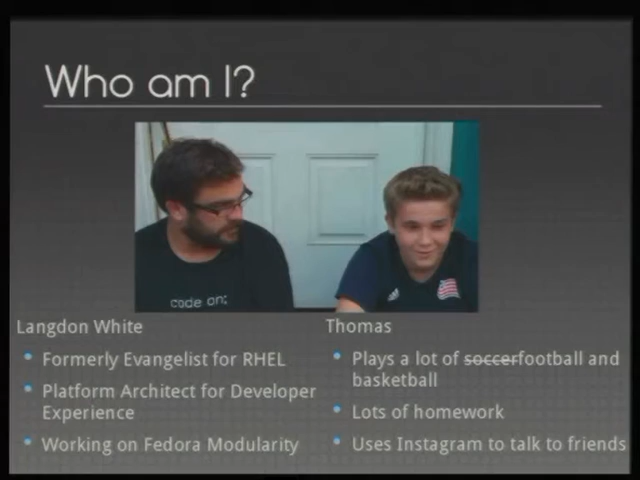 Who am I?
code on;
Langdon White
• Formerly Evangelist for RHEL
• Platform Architect for Developer
Experience
• Working on Fedora Modularity
Thomas
• Plays a lot of soccerfootball and
basketball
• Lots of homework
• Uses Instagram to talk to friends